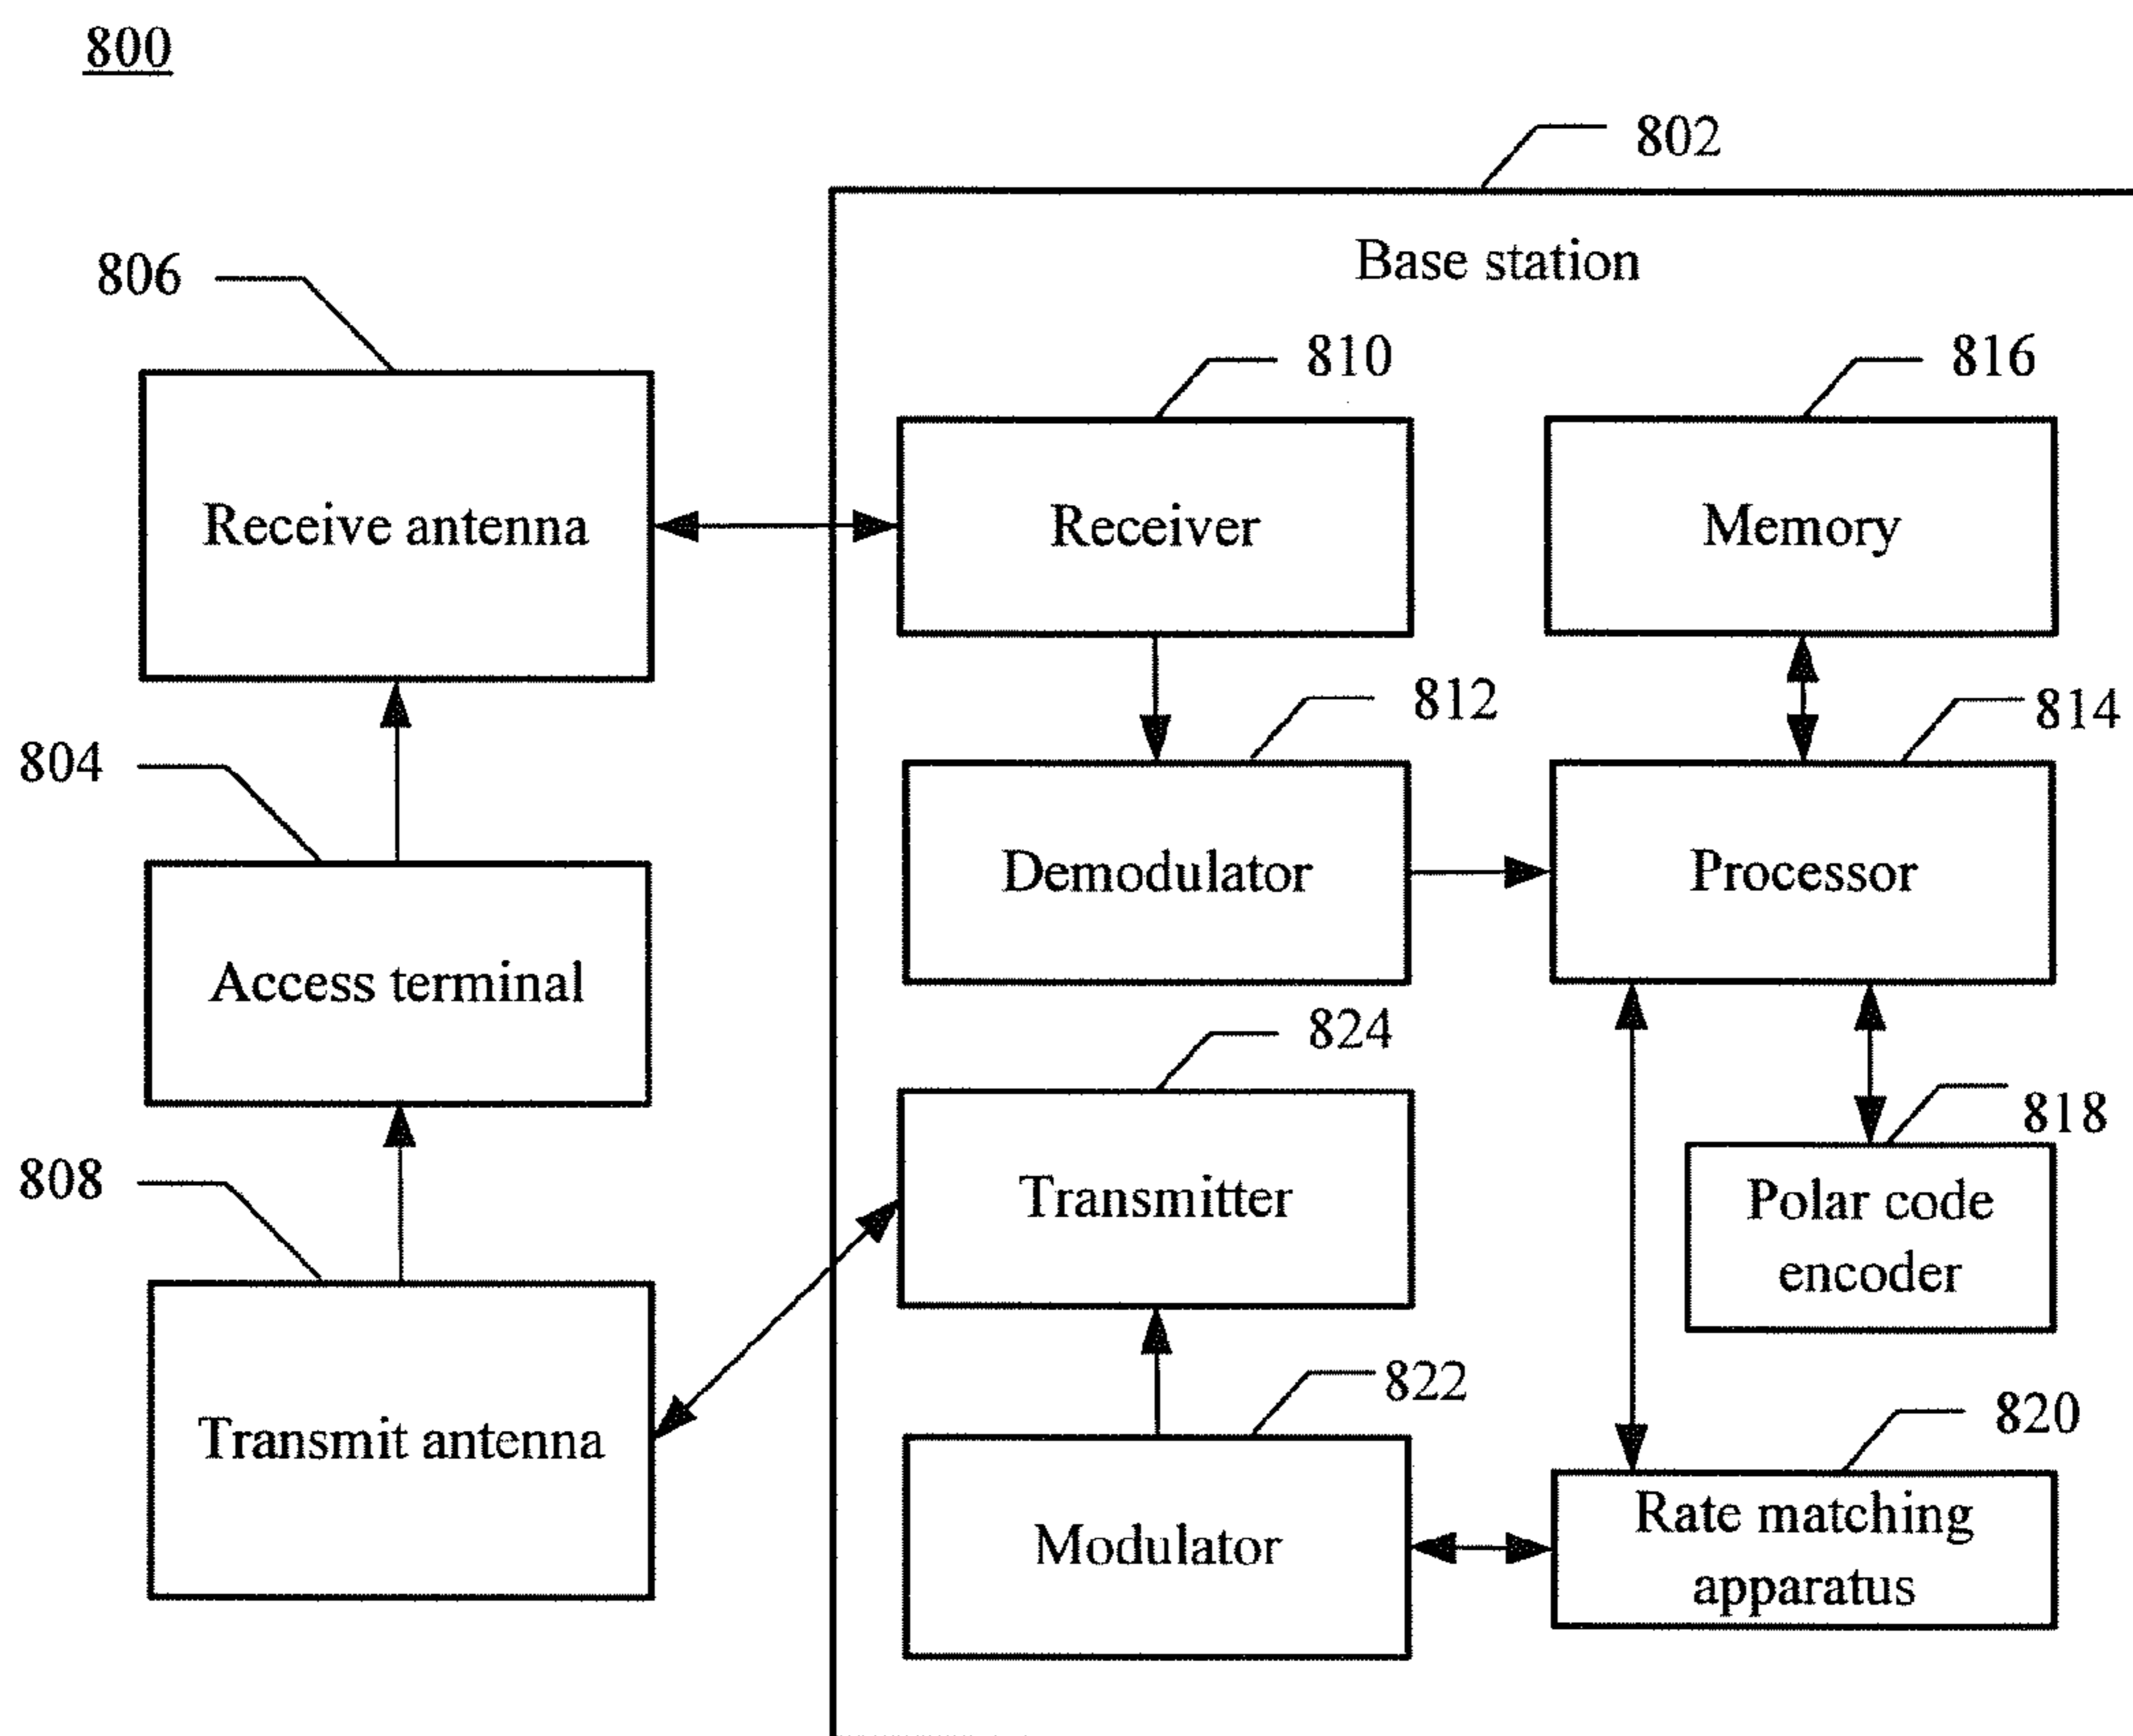 800
802
Base station
806
810
816
Receive antenna
Receiver
Memory
812
814
804
Demodulator
Processor
Access terminal
824
818
808
Transmitter
Polar code
encoder
822
820
Transmit antenna
Modulator
Rate matching
apparatus